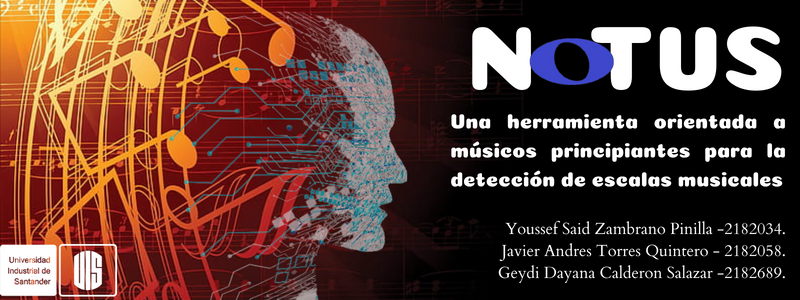 NOTUS
Una herramienta orientada a
músicos principiantes para la
detección de escalas musicales
Youssef Said Zambrano Pinilla -2182034.
Javier Andres Torres Quintero - 2182058.
Geydi Dayana Calderon Salazar -2182689.
Universidad
Industrial de
Santander
UIS